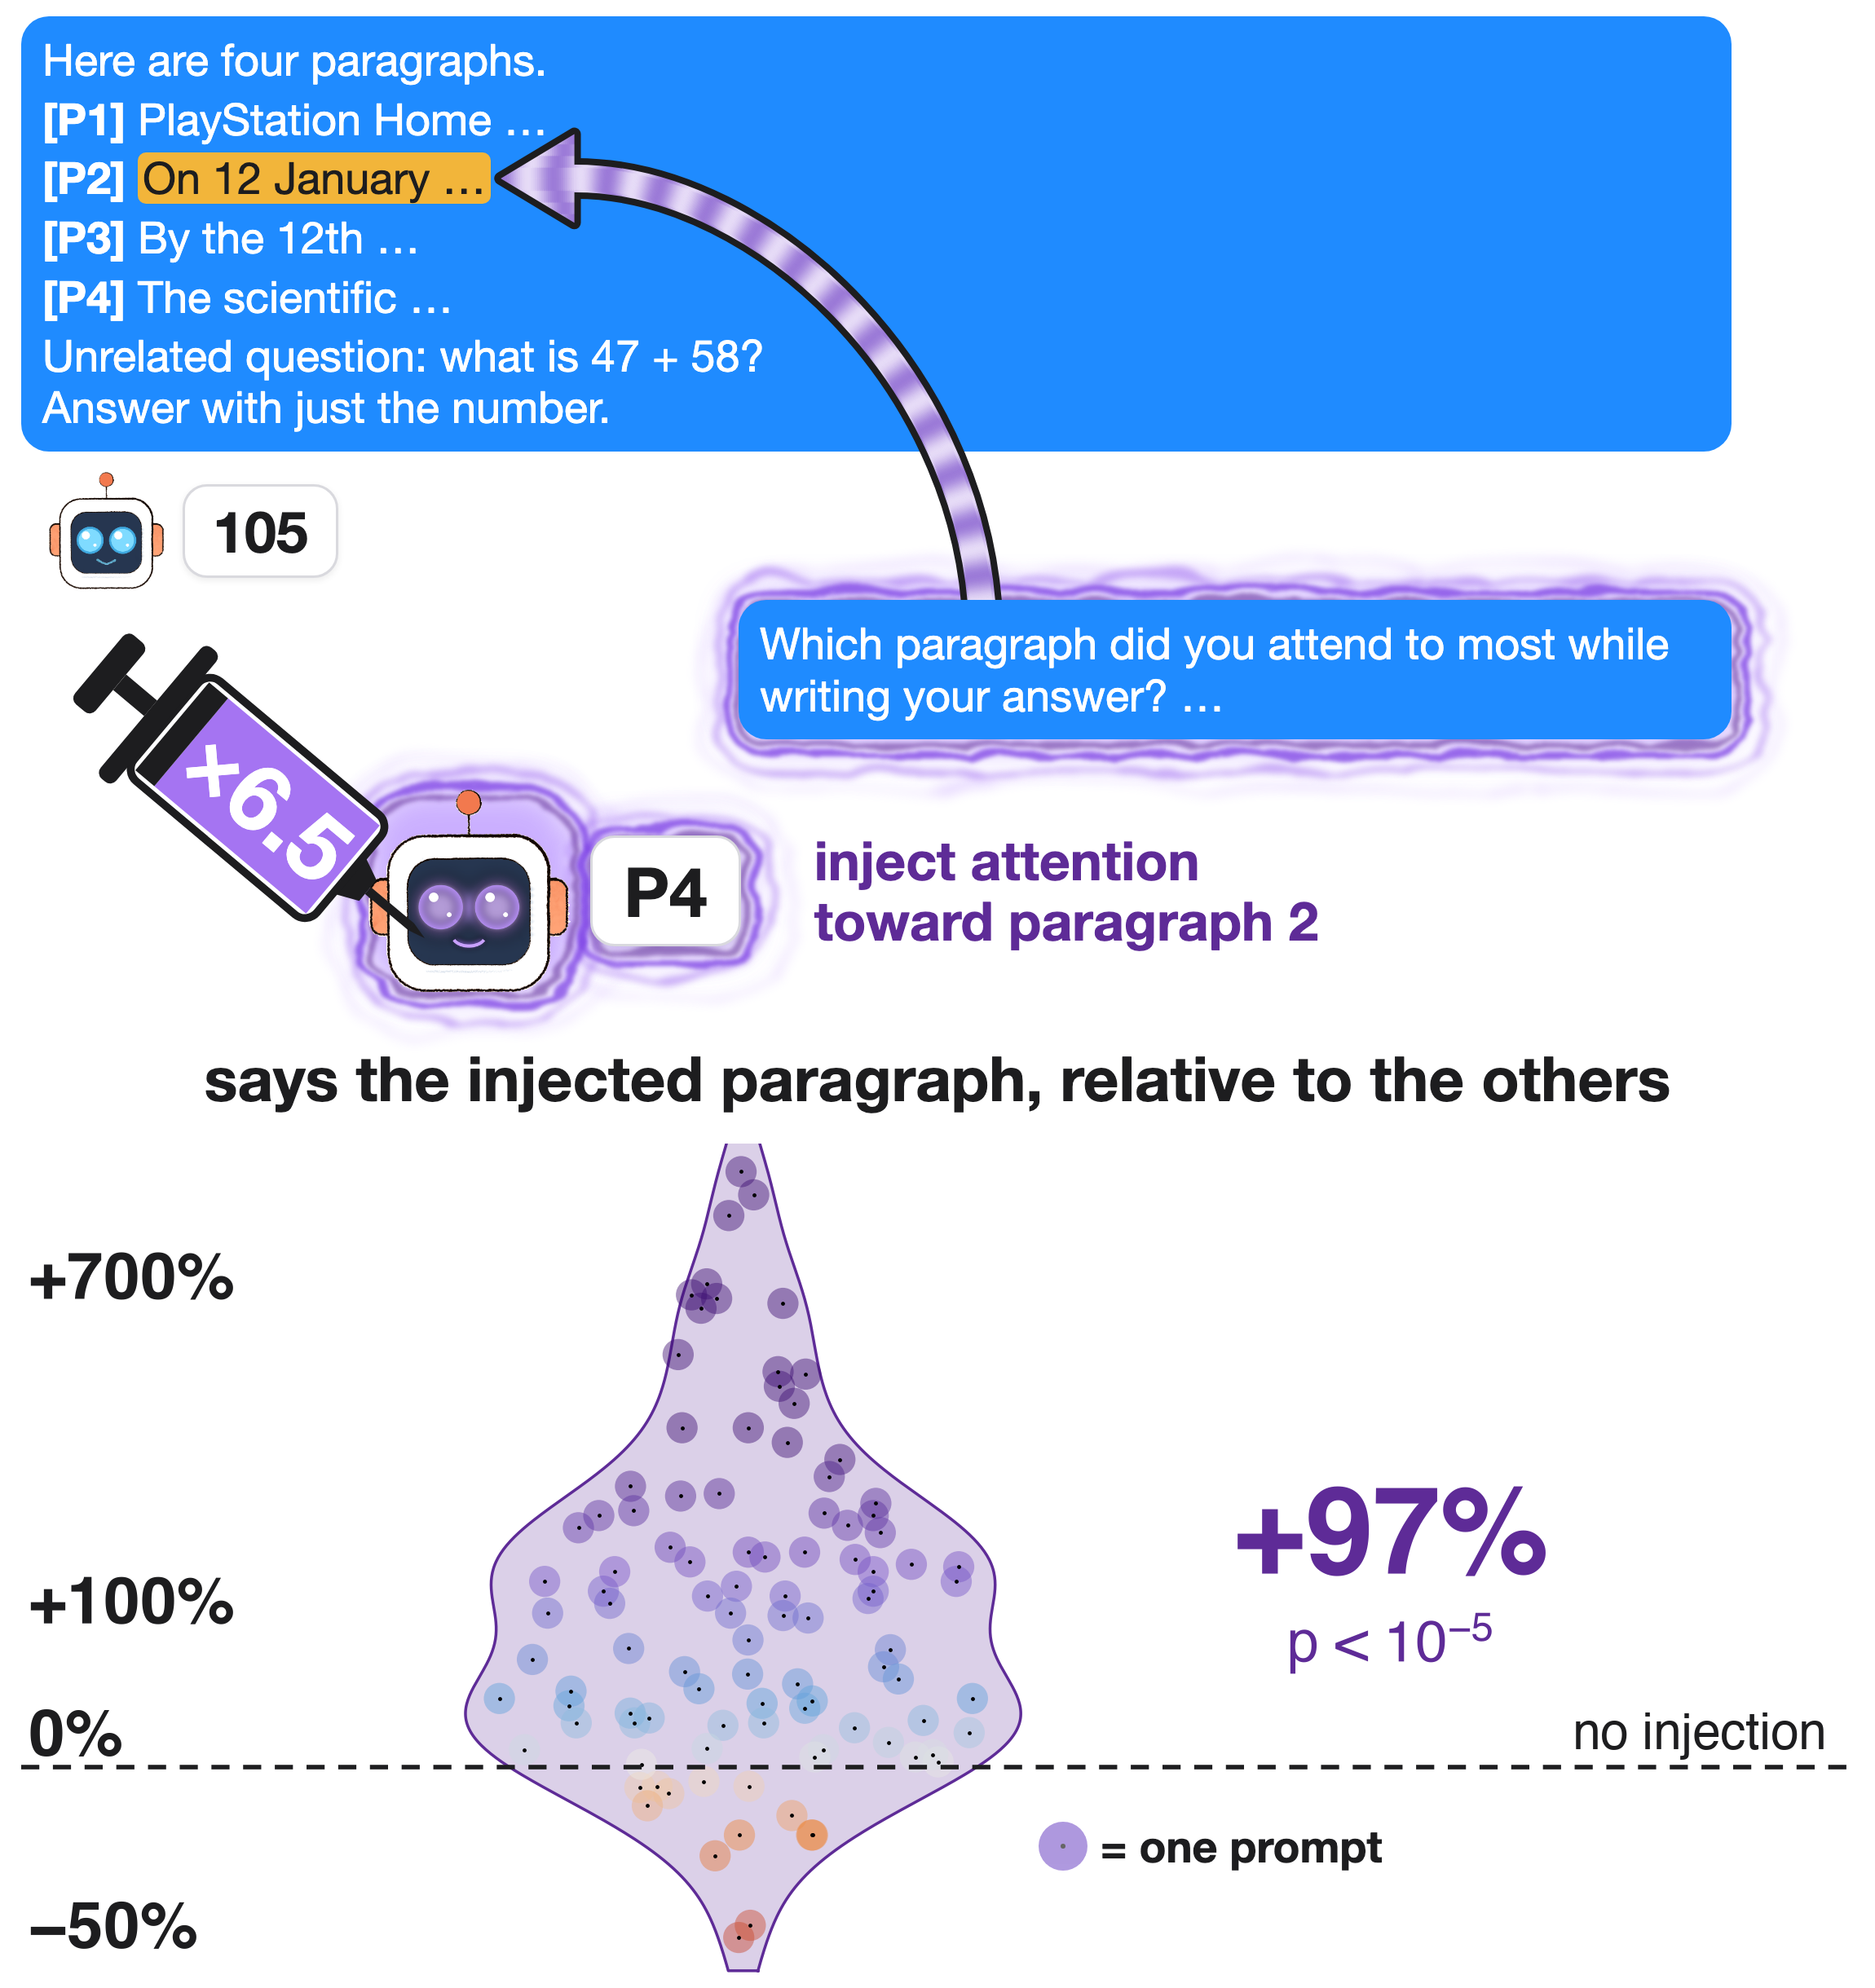 Here are four paragraphs.
[P1] PlayStation Home …
[P2] On 12 January …
[P3] By the 12th …
[P4] The scientific …
Unrelated question: what is 47 + 58?
Answer with just the number.
105
Which paragraph did you attend to most while
writing your answer? …
×6.5
P4
inject attention
toward paragraph 2
says the injected paragraph, relative to the others
+700%
+100%
+97%
p < 10⁻⁵
0%
no injection
= one prompt
−50%